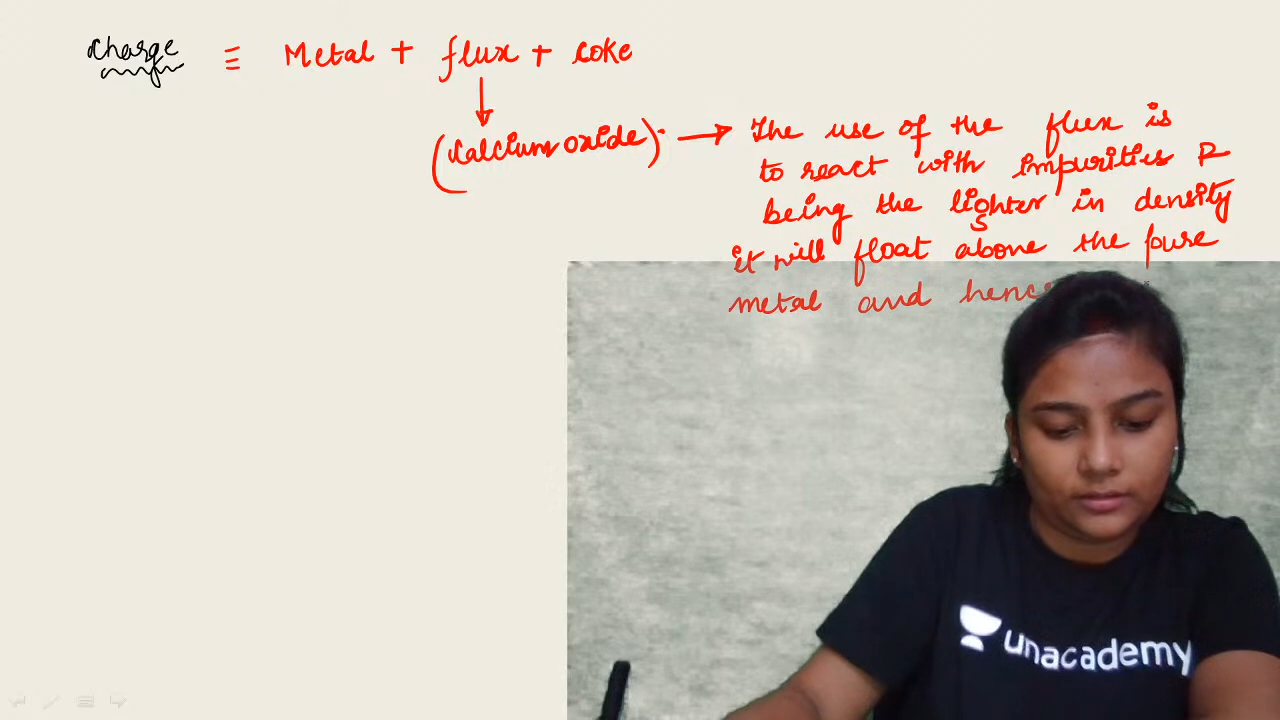 Charge ≡ Metal + flux + coke
(Calcium oxide) → The use of the flux is
to react with impurities &
being the lighter in density
it will float above the pure
metal and hence
unacademy